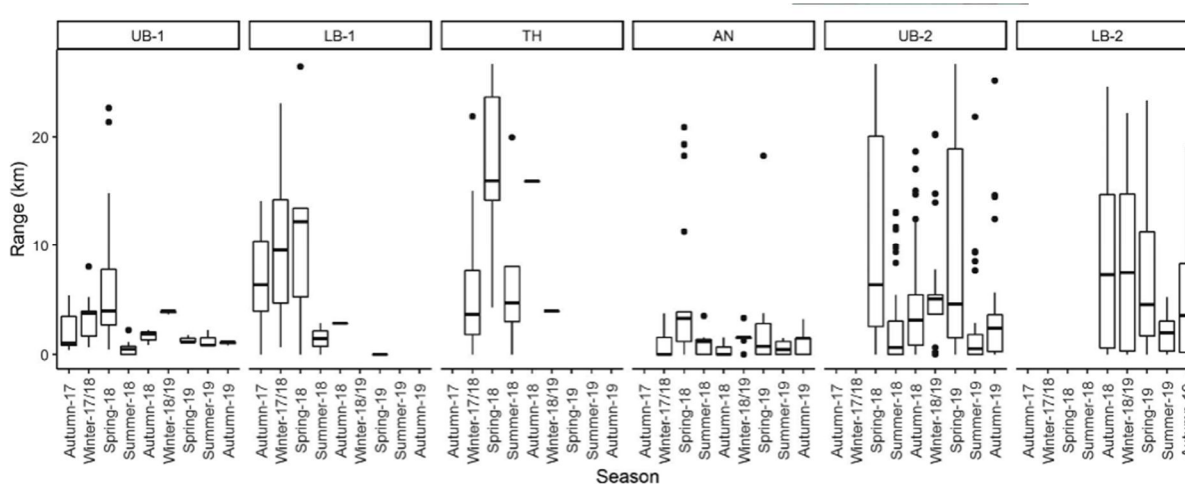 UB-1 LB-1 TH AN UB-2 LB-2
Range (km)
20
10
0
Autumn-17 Winter-17/18 Spring-18 Summer-18 Autumn-18 Winter-18/19 Spring-19 Summer-19 Autumn-19
Autumn-17 Winter-17/18 Spring-18 Summer-18 Autumn-18 Winter-18/19 Spring-19 Summer-19 Autumn-19
Autumn-17 Winter-17/18 Spring-18 Summer-18 Autumn-18 Winter-18/19 Spring-19 Summer-19 Autumn-19
Autumn-17 Winter-17/18 Spring-18 Summer-18 Autumn-18 Winter-18/19 Spring-19 Summer-19 Autumn-19
Autumn-17 Winter-17/18 Spring-18 Summer-18 Autumn-18 Winter-18/19 Spring-19 Summer-19 Autumn-19
Autumn-17 Winter-17/18 Spring-18 Summer-18 Autumn-18 Winter-18/19 Spring-19 Summer-19
Season